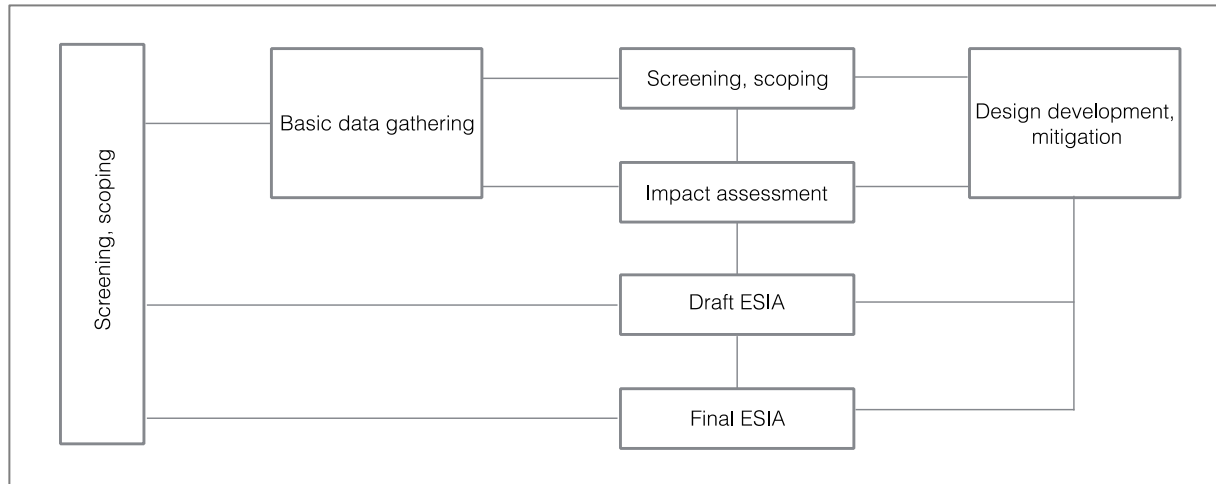 Screening, scoping
Basic data gathering
Screening, scoping
Impact assessment
Draft ESIA
Final ESIA
Design development,
mitigation